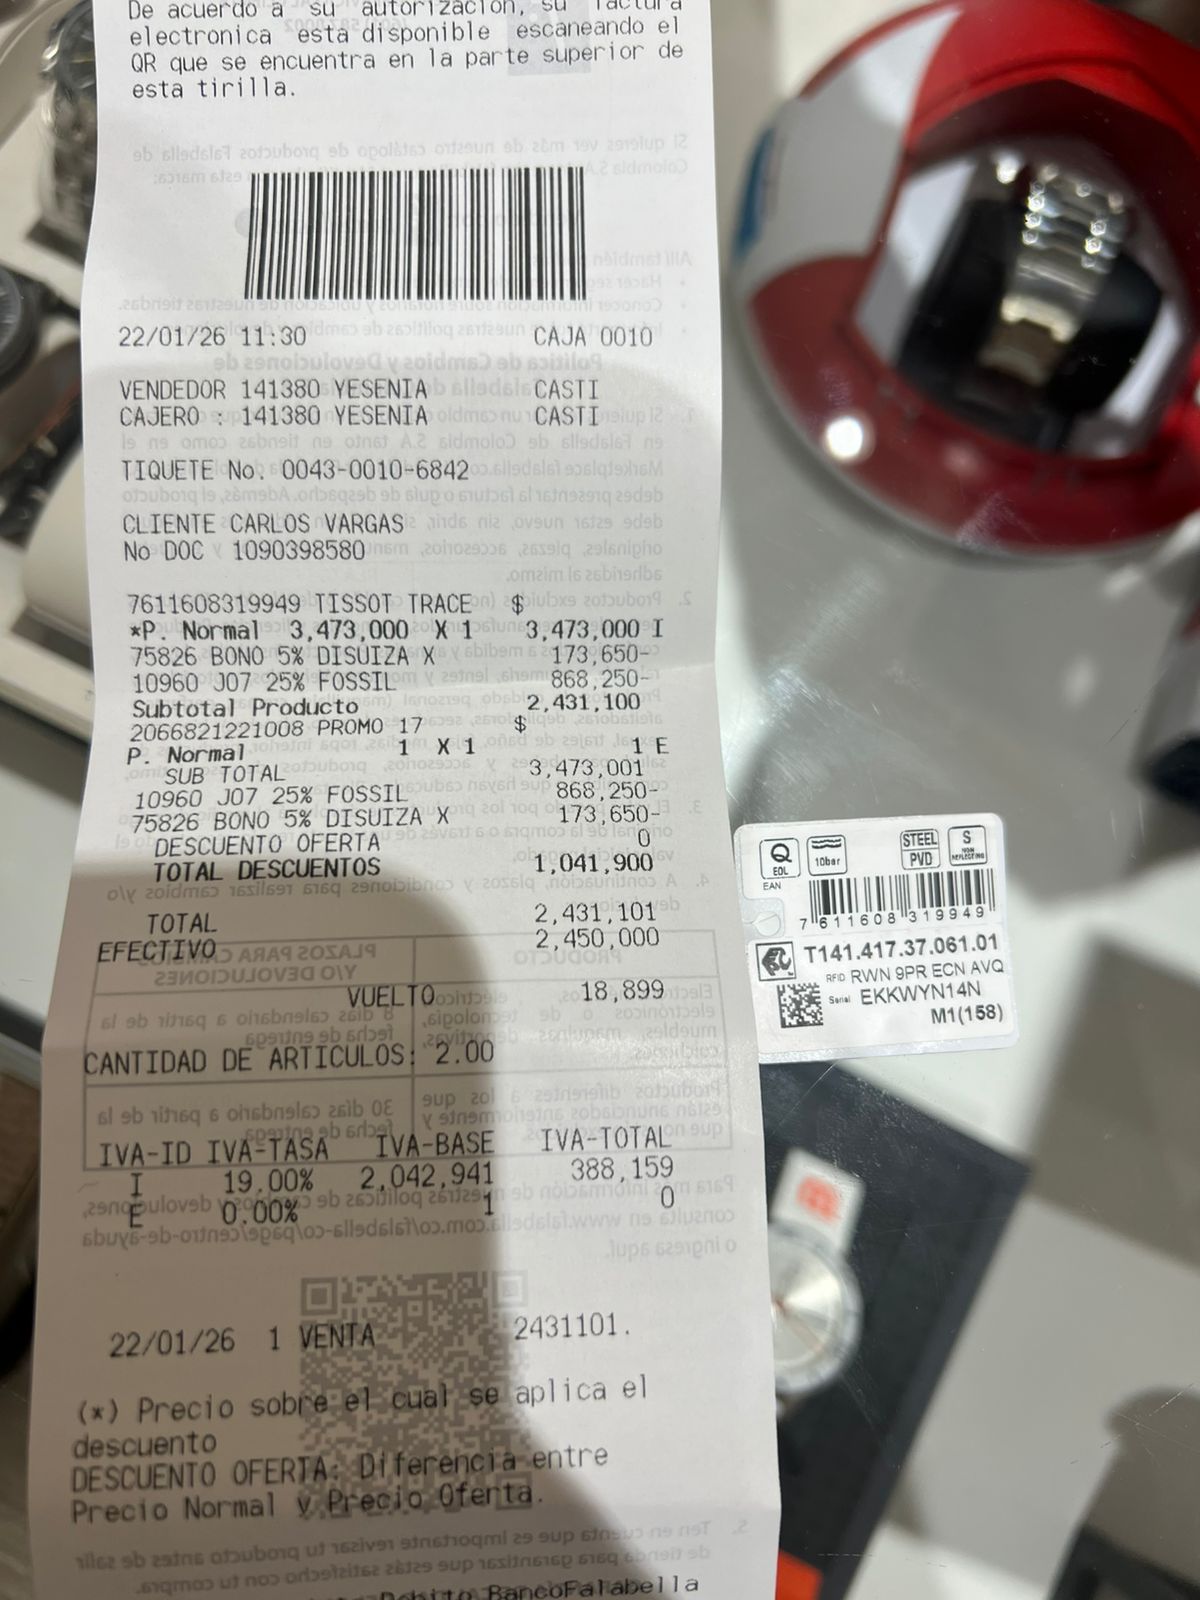 De acuerdo a su autorización, su factura
electronica esta disponible escaneando el
QR que se encuentra en la parte superior de
esta tirilla.
22/01/26 11:30 CAJA 0010
VENDEDOR 141380 YESENIA CASTI
CAJERO : 141380 YESENIA CASTI
TIQUETE No. 0043-0010-6842
CLIENTE CARLOS VARGAS
No DOC 1090398580
7611608319949 TISSOT TRACE $
*P. Normal 3,473,000 X 1 3,473,000 I
75826 BONO 5% DISUIZA X 173,650-
10960 J07 25% FOSSIL 868,250-
Subtotal Producto 2,431,100
2066821221008 PROMO 17 $
P. Normal 1 X 1 1 E
SUB TOTAL 3,473,001
10960 J07 25% FOSSIL 868,250-
75826 BONO 5% DISUIZA X 173,650-
DESCUENTO OFERTA 0
TOTAL DESCUENTOS 1,041,900
TOTAL 2,431,101
EFECTIVO 2,450,000
VUELTO 18,899
CANTIDAD DE ARTICULOS: 2.00
IVA-ID IVA-TASA IVA-BASE IVA-TOTAL
I 19.00% 2,042,941 388,159
E 0.00% 1 0
22/01/26 1 VENTA 2431101.
(*) Precio sobre el cual se aplica el
descuento
DESCUENTO OFERTA: Diferencia entre
Precio Normal y Precio Oferta.
Debito BancoFalabella
Q EOL 10bar STEEL PVD S NON REFLECTING
EAN
7 611608 319949
T141.417.37.061.01
RFID RWN 9PR ECN AVQ
Serial EKKWYN14N
M1(158)